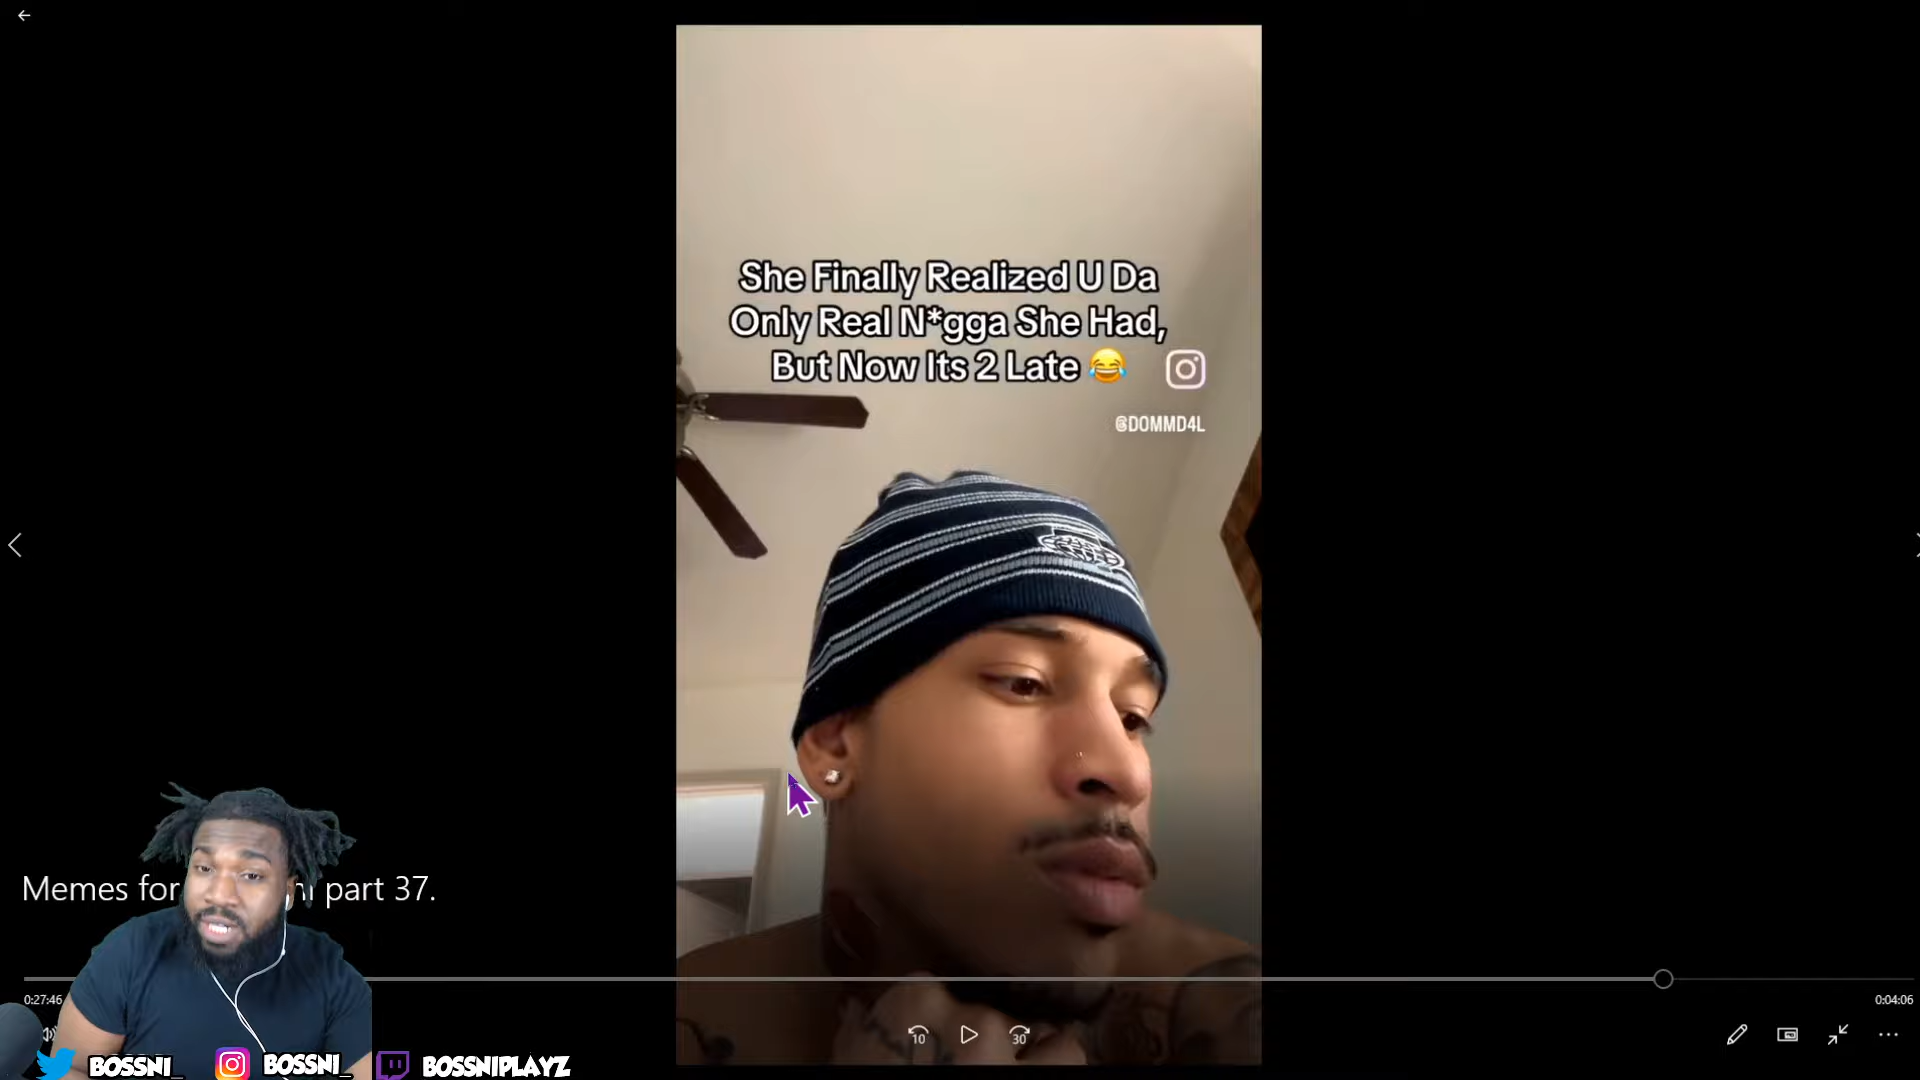 She Finally Realized U Da
Only Real N*gga She Had,
But Now Its 2 Late 😂
@DOMMD4L
Memes for part 37.
0:27:46
0:04:06
10
30
BOSSNI_
BOSSNI_
BOSSNIPLAYZ